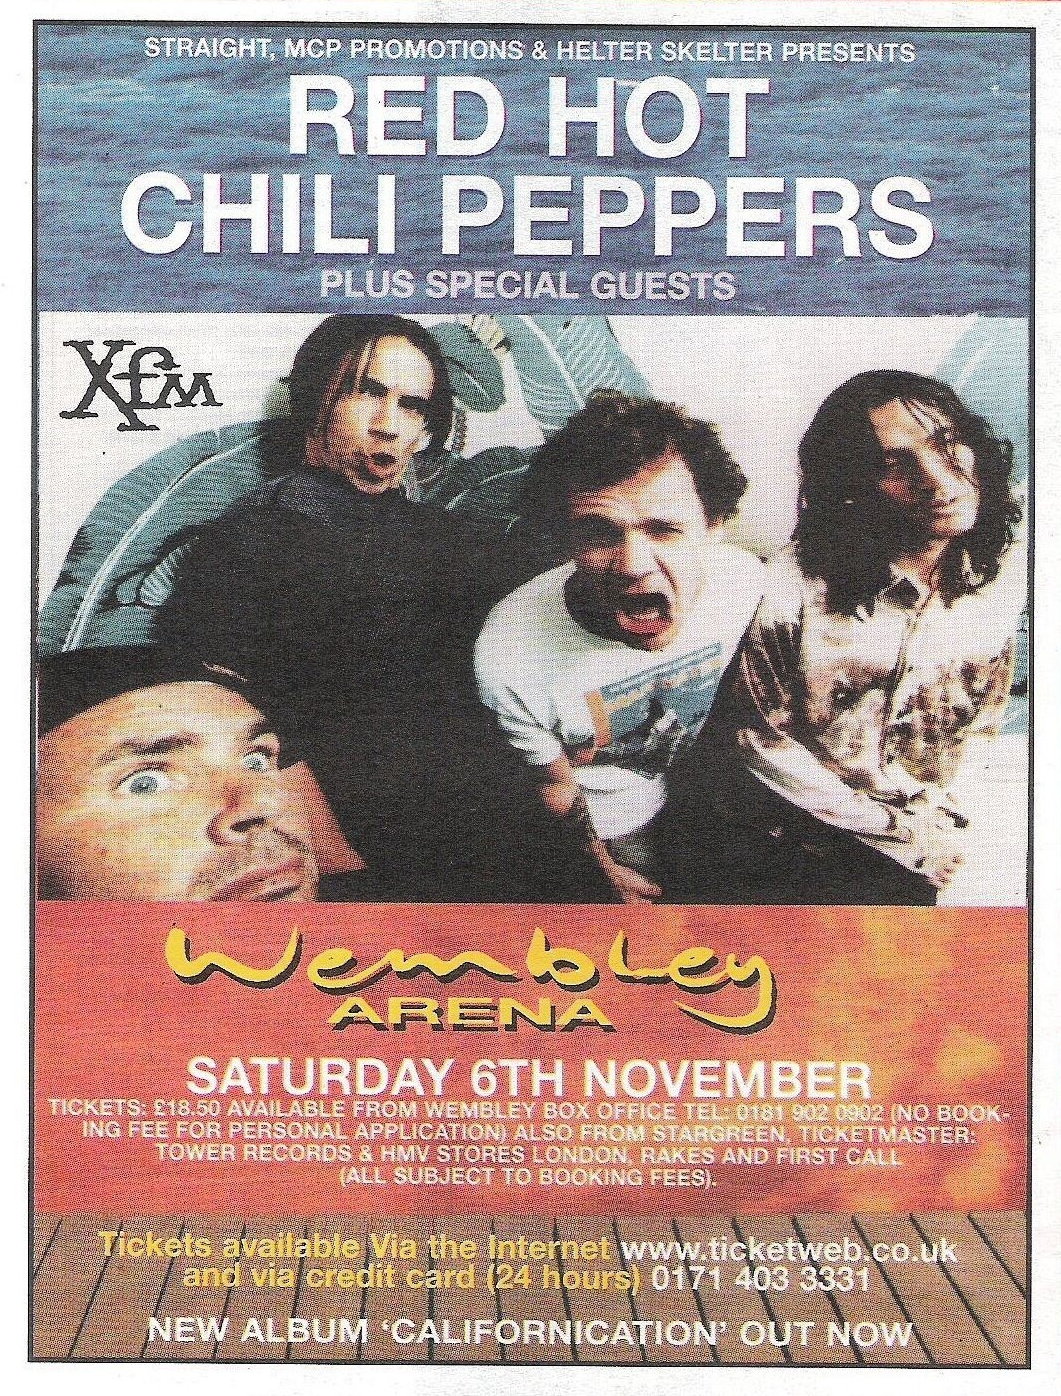 STRAIGHT, MCP PROMOTIONS & HELTER SKELTER PRESENTS
RED HOT
CHILI PEPPERS
PLUS SPECIAL GUESTS
Xfm
Wembley
ARENA
SATURDAY 6TH NOVEMBER
TICKETS: £18.50 AVAILABLE FROM WEMBLEY BOX OFFICE TEL: 0181 902 0902 (NO BOOK-
ING FEE FOR PERSONAL APPLICATION) ALSO FROM STARGREEN, TICKETMASTER:
TOWER RECORDS & HMV STORES LONDON, RAKES AND FIRST CALL
(ALL SUBJECT TO BOOKING FEES).
Tickets available Via the Internet www.ticketweb.co.uk
and via credit card (24 hours) 0171 403 3331
NEW ALBUM ‘CALIFORNICATION’ OUT NOW